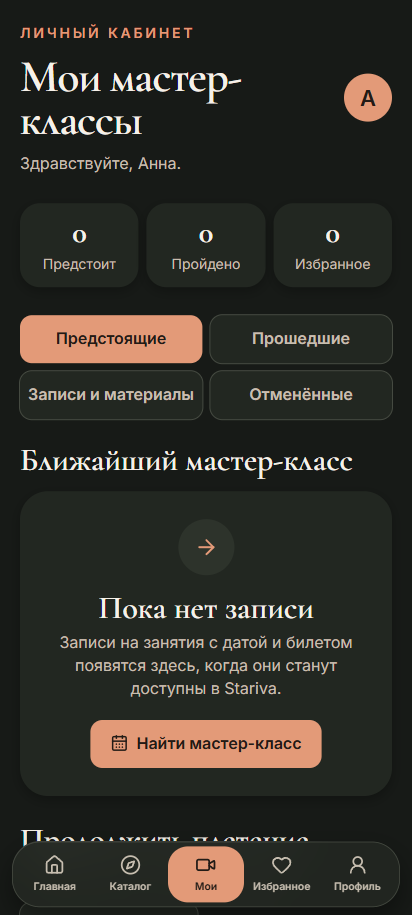 ЛИЧНЫЙ КАБИНЕТ
Мои мастер-
классы
А
Здравствуйте, Анна.
0
0
0
Предстоит
Пройдено
Избранное
Предстоящие
Прошедшие
Записи и материалы
Отменённые
Ближайший мастер-класс
Пока нет записи
Записи на занятия с датой и билетом
появятся здесь, когда они станут
доступны в Stariva.
Найти мастер-класс
Продолжить плетение
Главная
Каталог
Мои
Избранное
Профиль